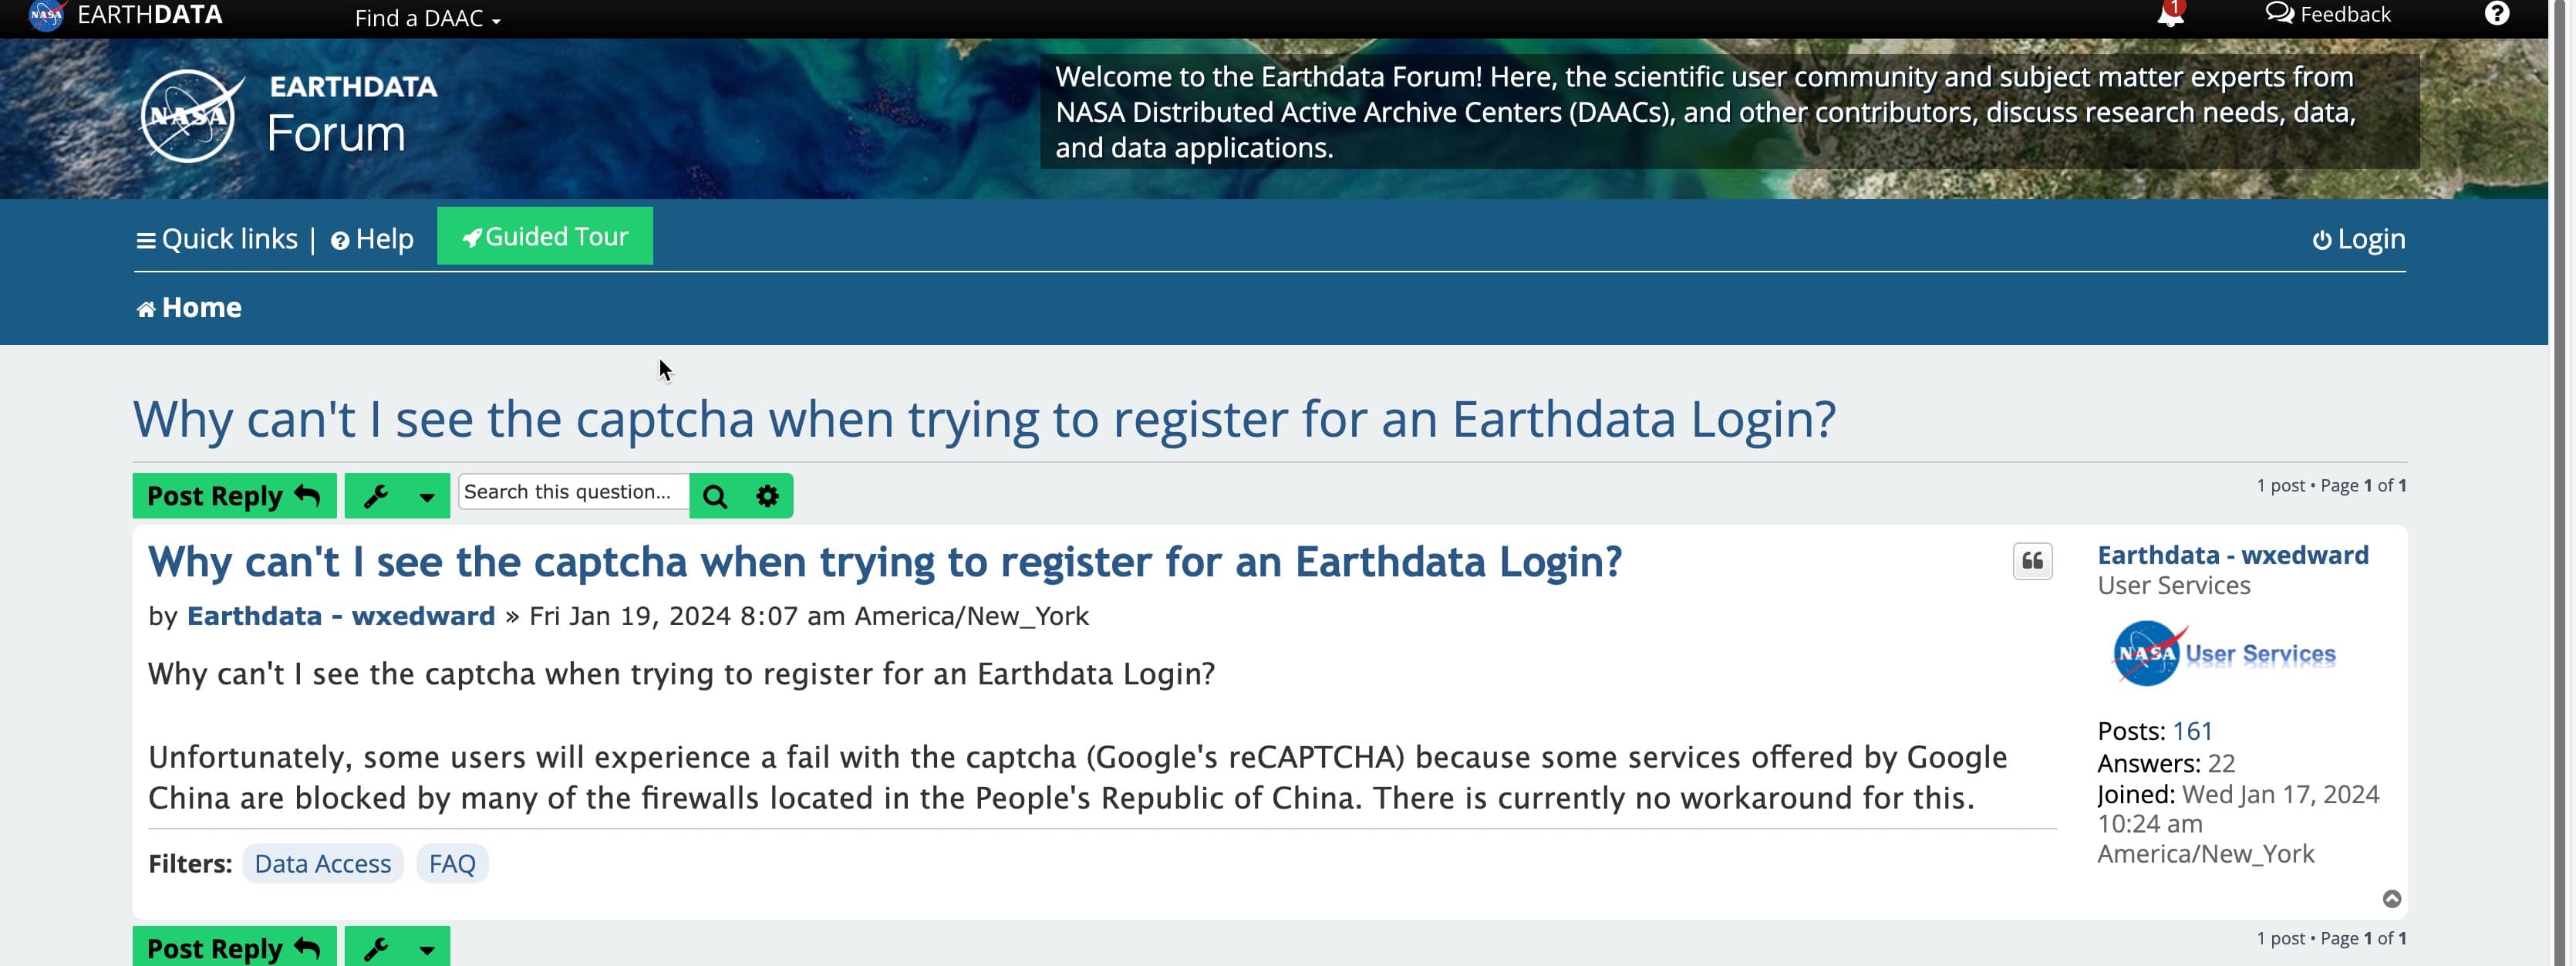 NASA EARTHDATA Find a DAAC 1 Feedback
NASA EARTHDATA
Forum
Welcome to the Earthdata Forum! Here, the scientific user community and subject matter experts from
NASA Distributed Active Archive Centers (DAACs), and other contributors, discuss research needs, data,
and data applications.
Quick links | Help Guided Tour Login
Home
Why can't I see the captcha when trying to register for an Earthdata Login?
Post Reply Search this question... 1 post • Page 1 of 1
Why can't I see the captcha when trying to register for an Earthdata Login?
by Earthdata - wxedward » Fri Jan 19, 2024 8:07 am America/New_York
Why can't I see the captcha when trying to register for an Earthdata Login?
Unfortunately, some users will experience a fail with the captcha (Google's reCAPTCHA) because some services offered by Google
China are blocked by many of the firewalls located in the People's Republic of China. There is currently no workaround for this.
Filters: Data Access FAQ
Earthdata - wxedward
User Services
NASA User Services
Posts: 161
Answers: 22
Joined: Wed Jan 17, 2024
10:24 am
America/New_York
Post Reply 1 post • Page 1 of 1